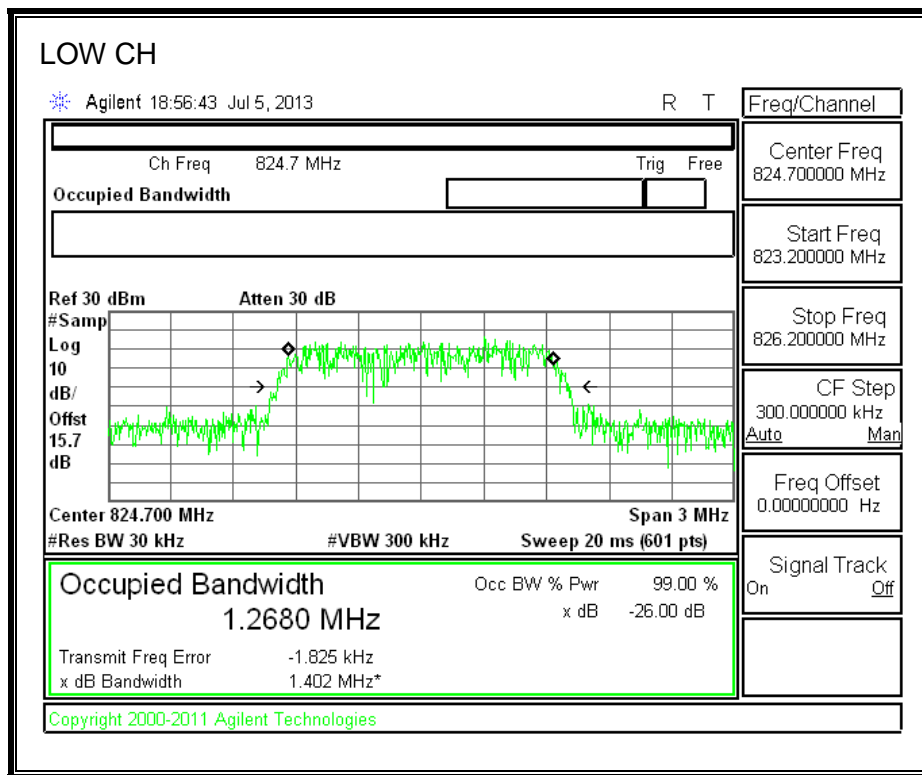 LOW CH
Agilent 18:56:43 Jul 5, 2013 R T
Freq/Channel
Ch Freq 824.7 MHz Trig Free
Occupied Bandwidth
Center Freq
824.700000 MHz
Start Freq
823.200000 MHz
Stop Freq
826.200000 MHz
CF Step
300.000000 kHz
Auto Man
Freq Offset
0.00000000 Hz
Signal Track
On Off
Ref 30 dBm Atten 30 dB
#Samp
Log
10
dB/
Offst
15.7
dB
Center 824.700 MHz Span 3 MHz
#Res BW 30 kHz #VBW 300 kHz Sweep 20 ms (601 pts)
Occupied Bandwidth
1.2680 MHz
Occ BW % Pwr 99.00 %
x dB -26.00 dB
Transmit Freq Error -1.825 kHz
x dB Bandwidth 1.402 MHz*
Copyright 2000-2011 Agilent Technologies